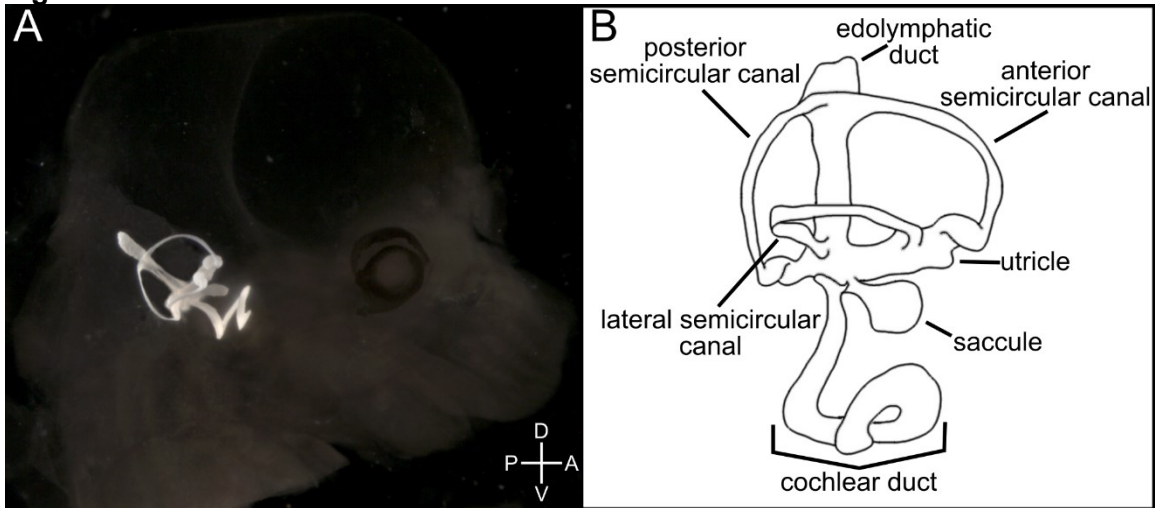 A
D
P A
V
B
edolymphatic
duct
posterior
semicircular canal
anterior
semicircular canal
utricle
lateral semicircular
canal
saccule
cochlear duct